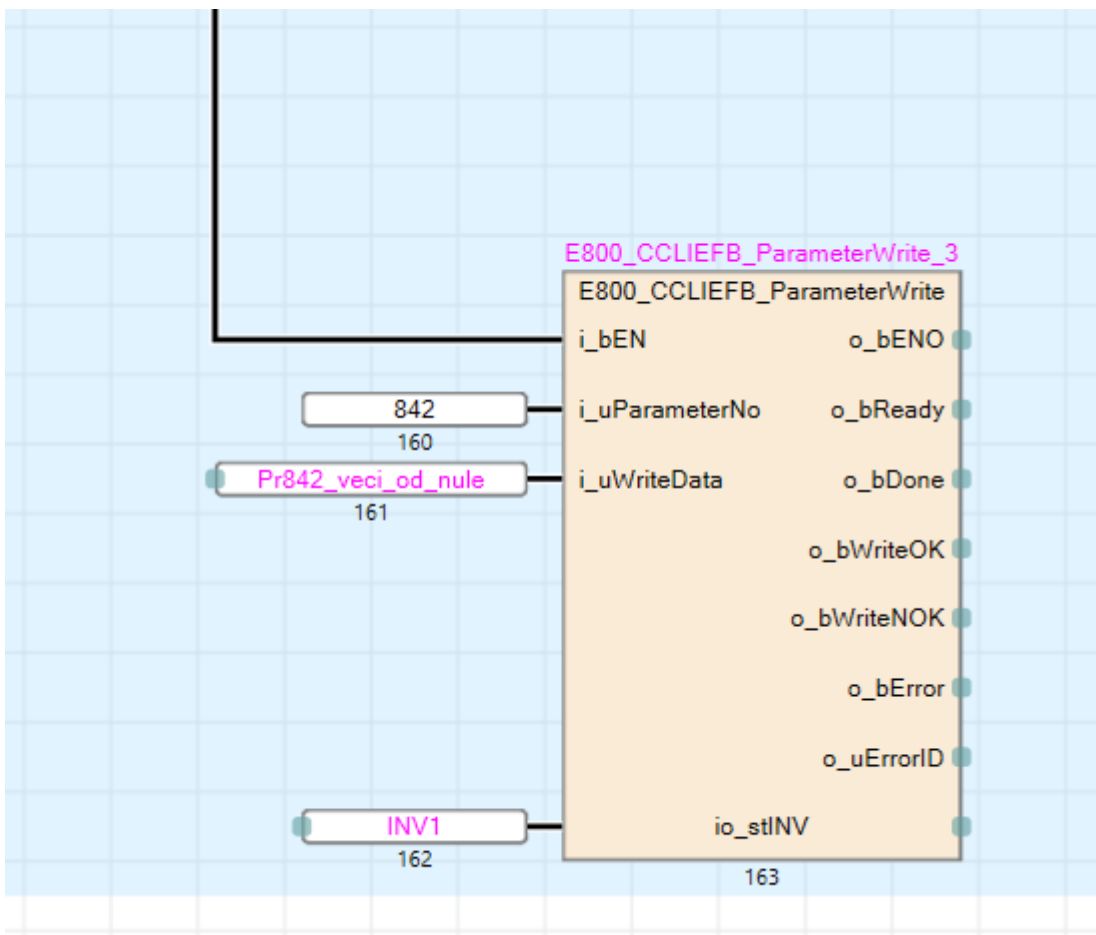 E800_CCLIEFB_ParameterWrite_3
E800_CCLIEFB_ParameterWrite
i_bEN o_bENO
842 i_uParameterNo o_bReady
160
Pr842_veci_od_nule i_uWriteData o_bDone
161
o_bWriteOK
o_bWriteNOK
o_bError
o_uErrorID
INV1 io_stINV
162
163